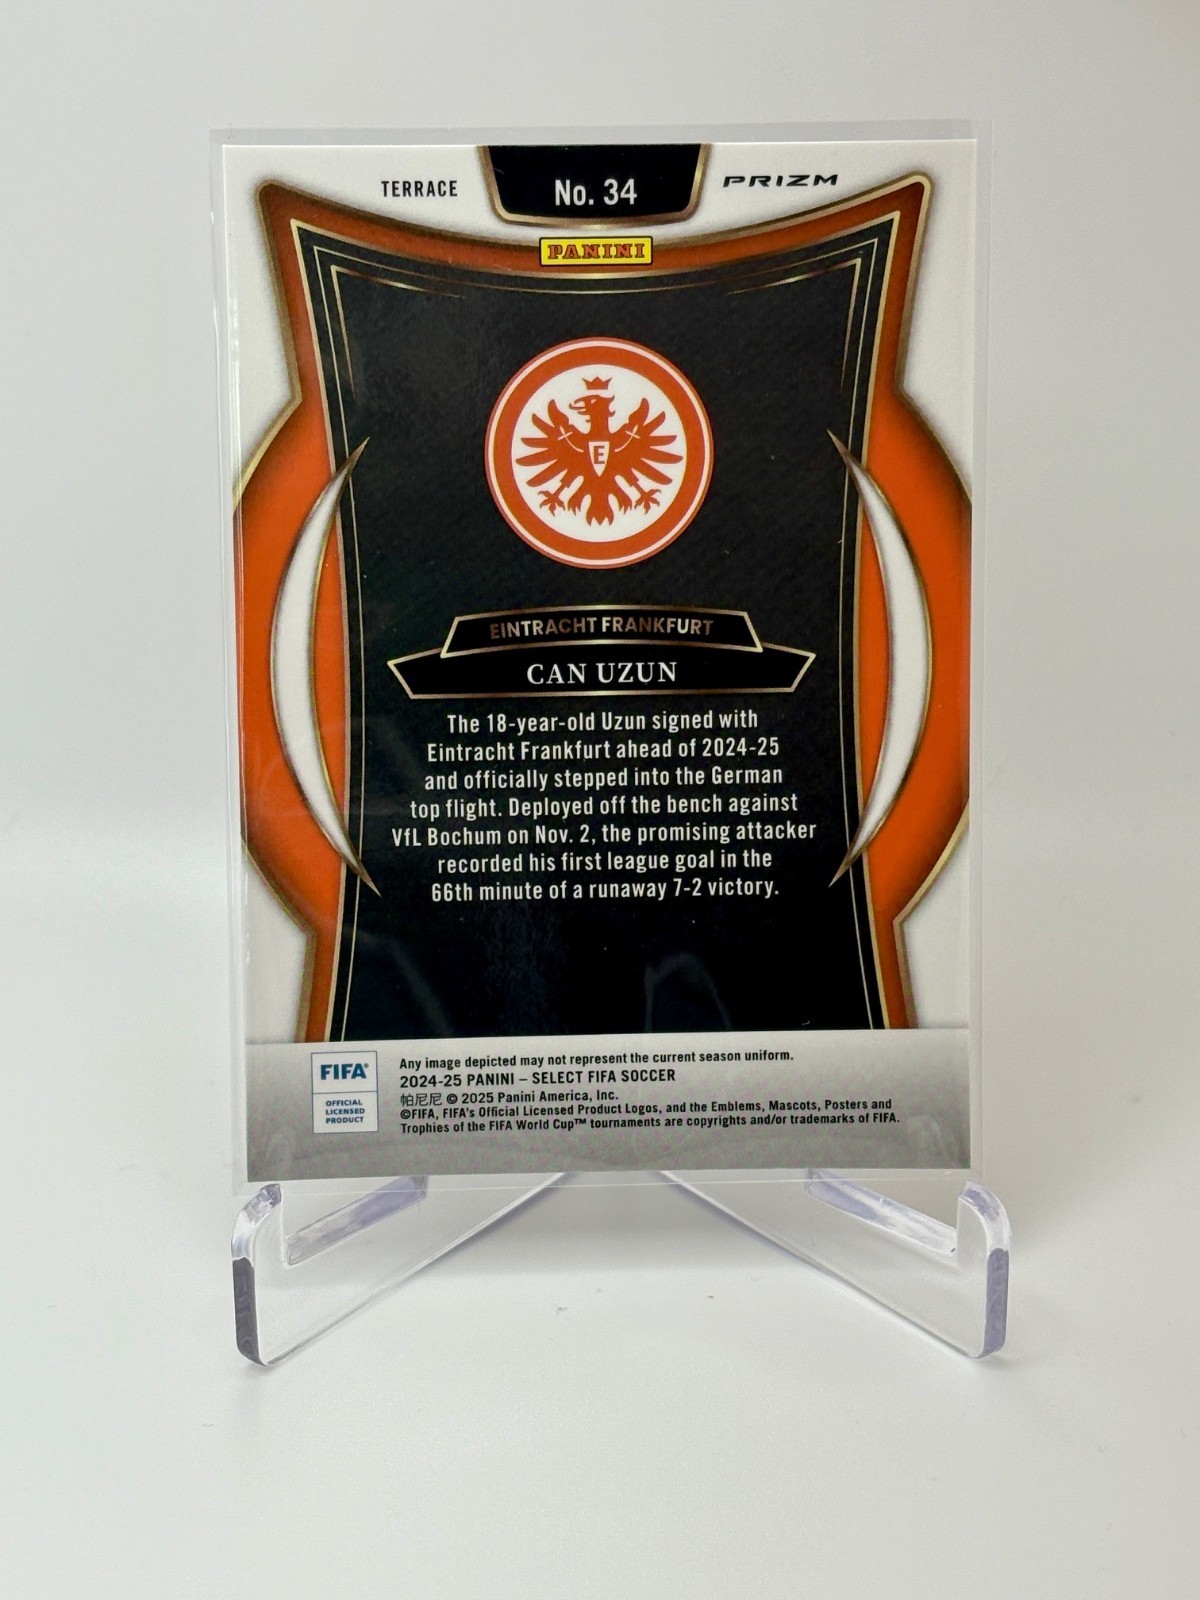 TERRACE
No. 34
PRIZM
PANINI
E
EINTRACHT FRANKFURT
CAN UZUN
The 18-year-old Uzun signed with
Eintracht Frankfurt ahead of 2024-25
and officially stepped into the German
top flight. Deployed off the bench against
VfL Bochum on Nov. 2, the promising attacker
recorded his first league goal in the
66th minute of a runaway 7-2 victory.
FIFA®
OFFICIAL
LICENSED
PRODUCT
Any image depicted may not represent the current season uniform.
2024-25 PANINI – SELECT FIFA SOCCER
帕尼尼 © 2025 Panini America, Inc.
©FIFA, FIFA's Official Licensed Product Logos, and the Emblems, Mascots, Posters and
Trophies of the FIFA World Cup™ tournaments are copyrights and/or trademarks of FIFA.